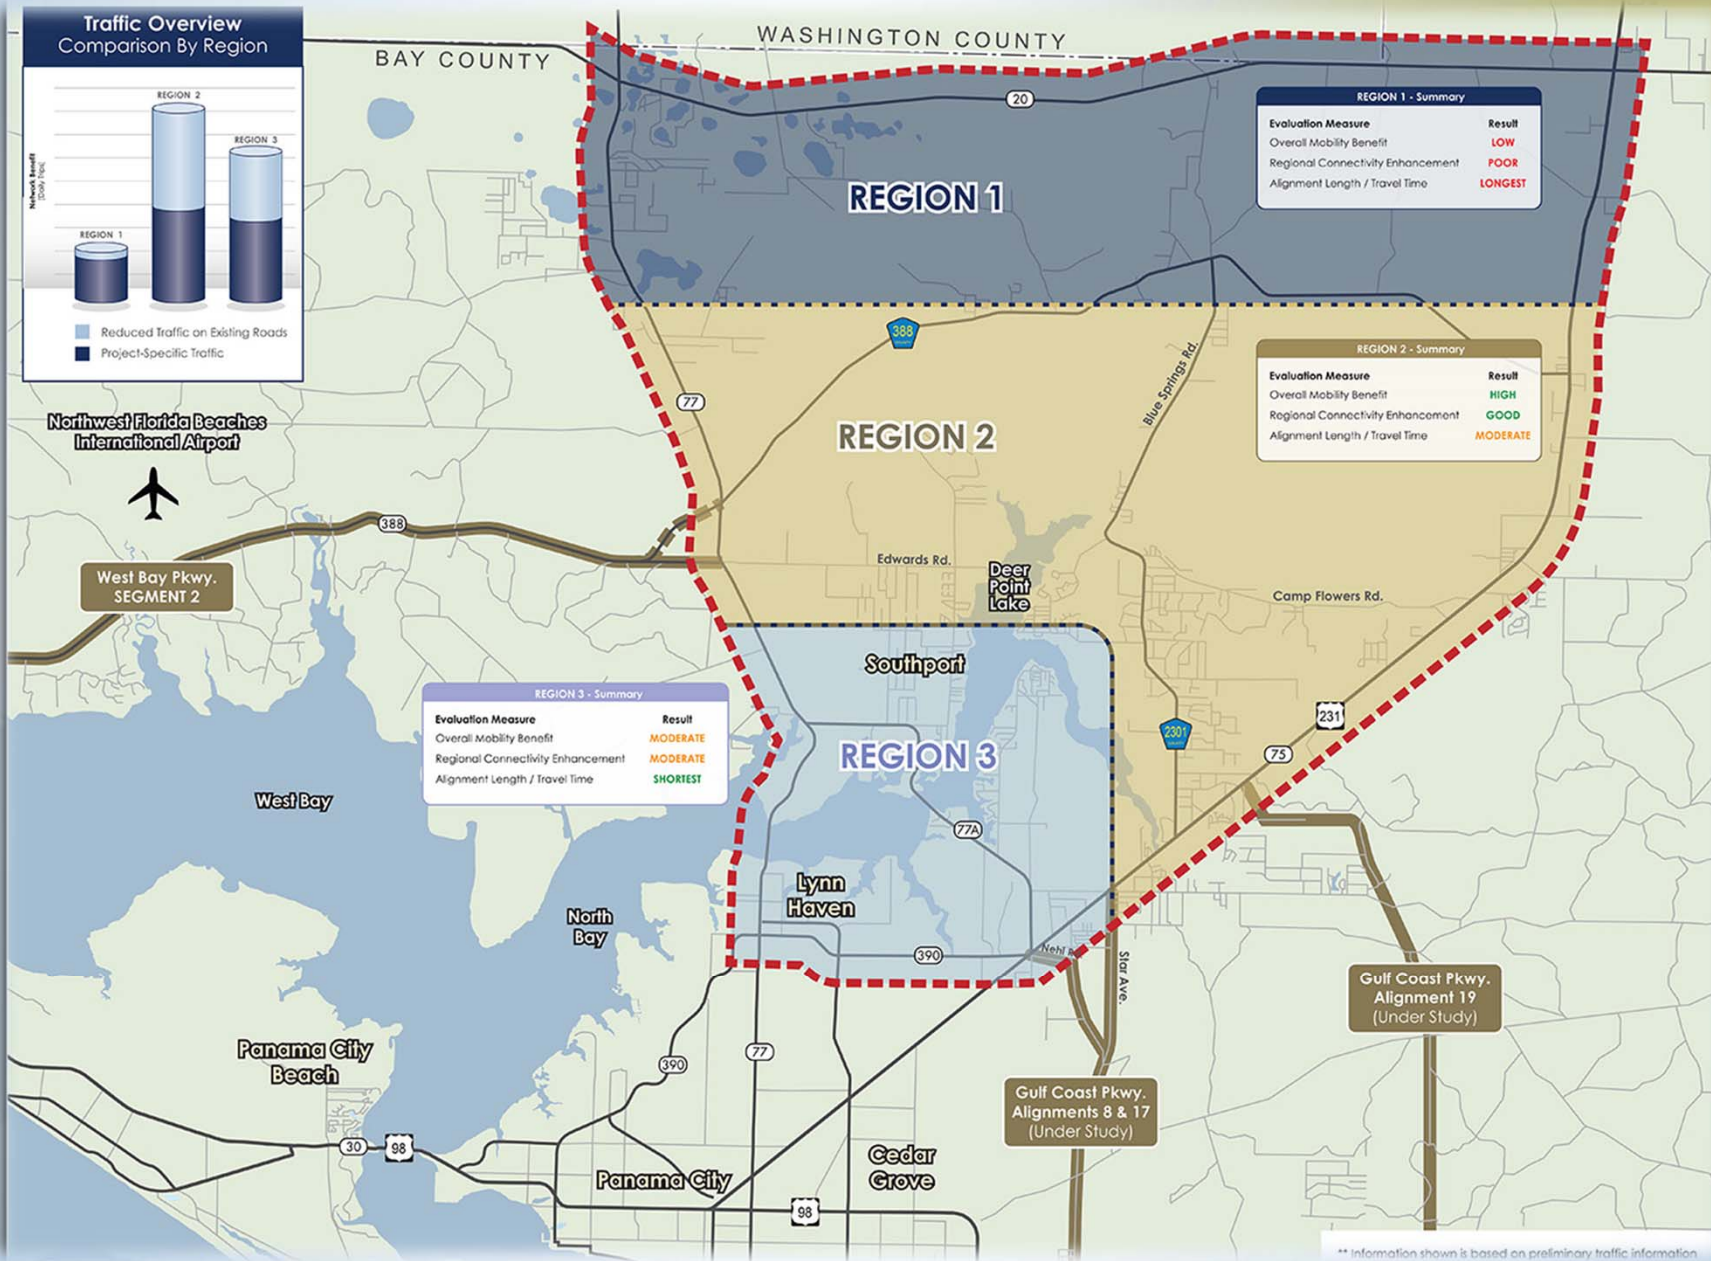 Traffic Overview
Comparison By Region
REGION 2
REGION 3
REGION 1
Network Benefit
(Daily Trips)
Reduced Traffic on Existing Roads
Project-Specific Traffic
BAY COUNTY
WASHINGTON COUNTY
20
REGION 1
REGION 1 - Summary
Evaluation Measure Result
Overall Mobility Benefit LOW
Regional Connectivity Enhancement POOR
Alignment Length / Travel Time LONGEST
388
77
Blue Springs Rd.
REGION 2
REGION 2 - Summary
Evaluation Measure Result
Overall Mobility Benefit HIGH
Regional Connectivity Enhancement GOOD
Alignment Length / Travel Time MODERATE
Northwest Florida Beaches
International Airport
388
West Bay Pkwy.
SEGMENT 2
Edwards Rd.
Deer
Point
Lake
Camp Flowers Rd.
Southport
REGION 3 - Summary
Evaluation Measure Result
Overall Mobility Benefit MODERATE
Regional Connectivity Enhancement MODERATE
Alignment Length / Travel Time SHORTEST
REGION 3
2301
231
75
West Bay
77A
Lynn
Haven
North
Bay
390
Nehi
Star Ave.
Gulf Coast Pkwy.
Alignment 19
(Under Study)
Panama City
Beach
390
77
Gulf Coast Pkwy.
Alignments 8 & 17
(Under Study)
30
98
Panama City
Cedar
Grove
98
** Information shown is based on preliminary traffic information